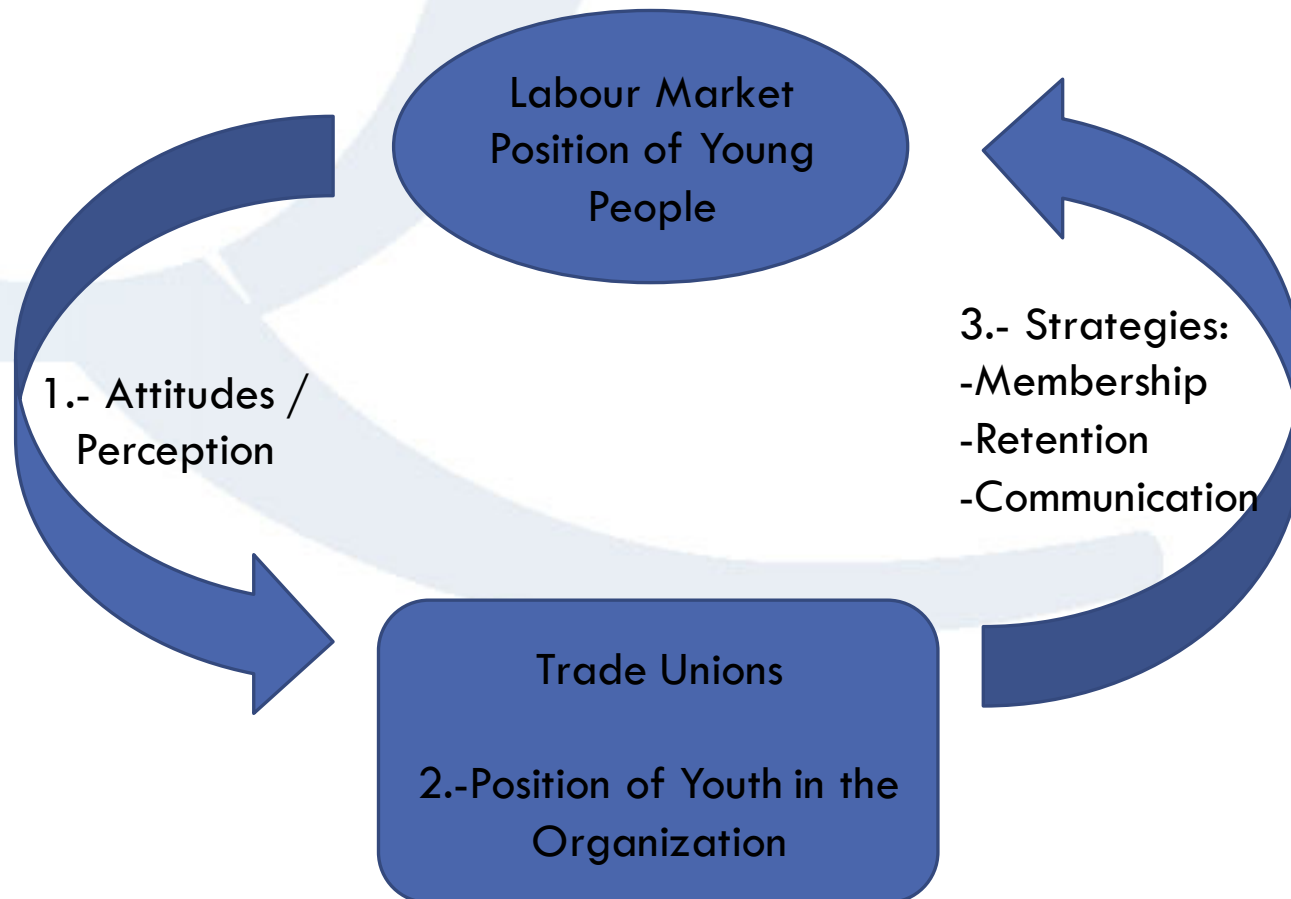 Labour Market
Position of Young
People
1.- Attitudes /
Perception
3.- Strategies:
-Membership
-Retention
-Communication
Trade Unions
2.-Position of Youth in the
Organization